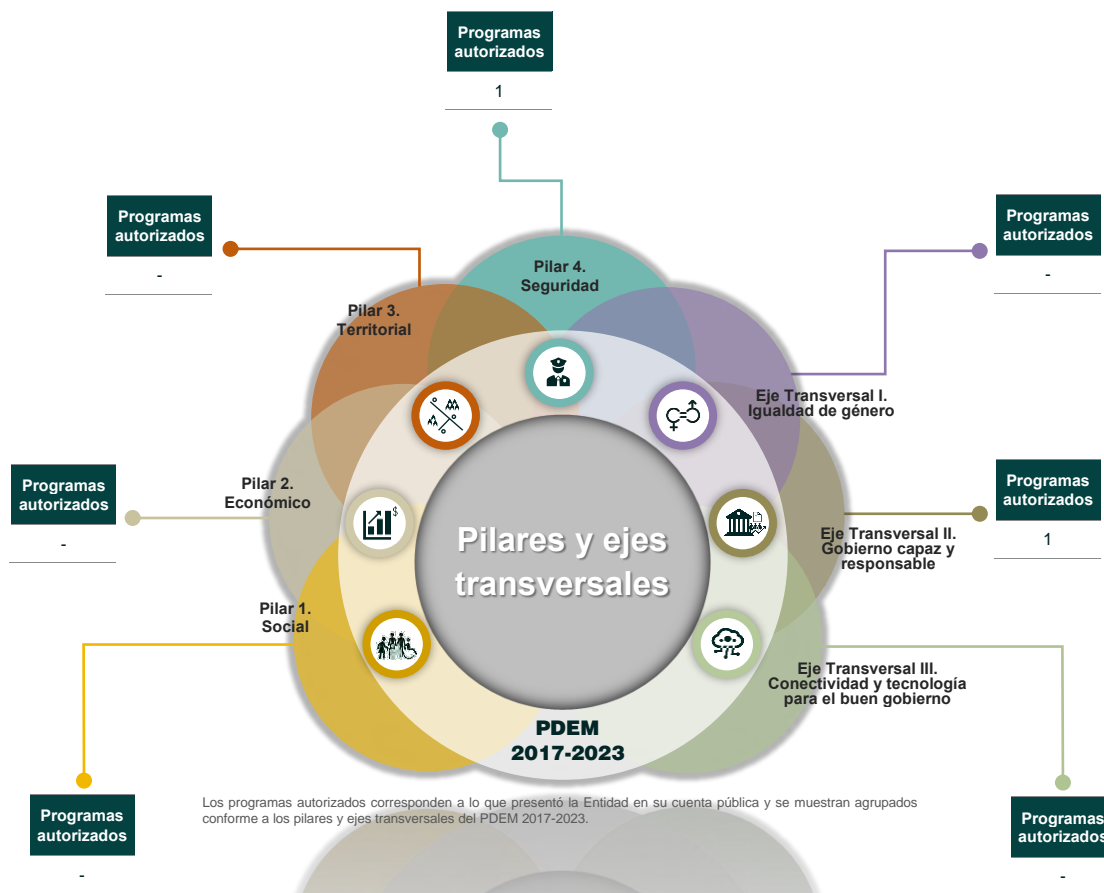 Programas
autorizados
1
Programas
autorizados
-
Programas
autorizados
-
Pilar 4.
Seguridad
Pilar 3.
Territorial
Eje Transversal I.
Igualdad de género
Programas
autorizados
-
Pilar 2.
Económico
$
Programas
autorizados
1
Eje Transversal II.
Gobierno capaz y
responsable
Pilares y ejes
transversales
Pilar 1.
Social
Eje Transversal III.
Conectividad y tecnología
para el buen gobierno
PDEM
2017-2023
Programas
autorizados
-
Los programas autorizados corresponden a lo que presentó la Entidad en su cuenta pública y se muestran agrupados
conforme a los pilares y ejes transversales del PDEM 2017-2023.
Programas
autorizados
-